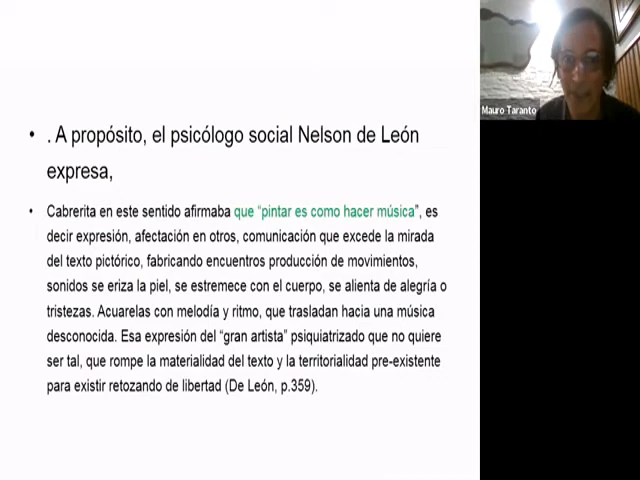 • . A propósito, el psicólogo social Nelson de León
expresa,
• Cabrerita en este sentido afirmaba que “pintar es como hacer música”, es
decir expresión, afectación en otros, comunicación que excede la mirada
del texto pictórico, fabricando encuentros producción de movimientos,
sonidos se eriza la piel, se estremece con el cuerpo, se alienta de alegría o
tristezas. Acuarelas con melodía y ritmo, que trasladan hacia una música
desconocida. Esa expresión del “gran artista” psiquiatrizado que no quiere
ser tal, que rompe la materialidad del texto y la territorialidad pre-existente
para existir retozando de libertad (De León, p.359).
Mauro Taranto